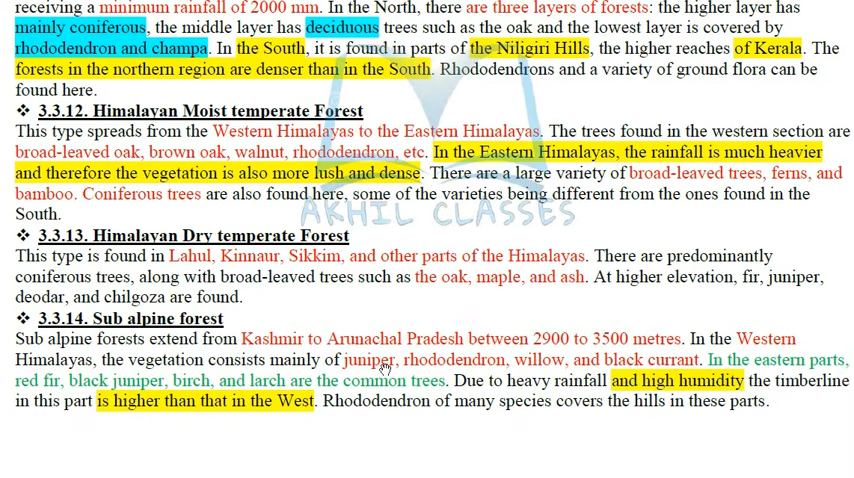 receiving a minimum rainfall of 2000 mm. In the North, there are three layers of forests: the higher layer has
mainly coniferous, the middle layer has deciduous trees such as the oak and the lowest layer is covered by
rhododendron and champa. In the South, it is found in parts of the Niligiri Hills, the higher reaches of Kerala. The
forests in the northern region are denser than in the South. Rhododendrons and a variety of ground flora can be
found here.
❖ 3.3.12. Himalayan Moist temperate Forest
This type spreads from the Western Himalayas to the Eastern Himalayas. The trees found in the western section are
broad-leaved oak, brown oak, walnut, rhododendron, etc. In the Eastern Himalayas, the rainfall is much heavier
and therefore the vegetation is also more lush and dense. There are a large variety of broad-leaved trees, ferns, and
bamboo. Coniferous trees are also found here, some of the varieties being different from the ones found in the
South.
AKHIL CLASSES
❖ 3.3.13. Himalayan Dry temperate Forest
This type is found in Lahul, Kinnaur, Sikkim, and other parts of the Himalayas. There are predominantly
coniferous trees, along with broad-leaved trees such as the oak, maple, and ash. At higher elevation, fir, juniper,
deodar, and chilgoza are found.
❖ 3.3.14. Sub alpine forest
Sub alpine forests extend from Kashmir to Arunachal Pradesh between 2900 to 3500 metres. In the Western
Himalayas, the vegetation consists mainly of juniper, rhododendron, willow, and black currant. In the eastern parts,
red fir, black juniper, birch, and larch are the common trees. Due to heavy rainfall and high humidity the timberline
in this part is higher than that in the West. Rhododendron of many species covers the hills in these parts.